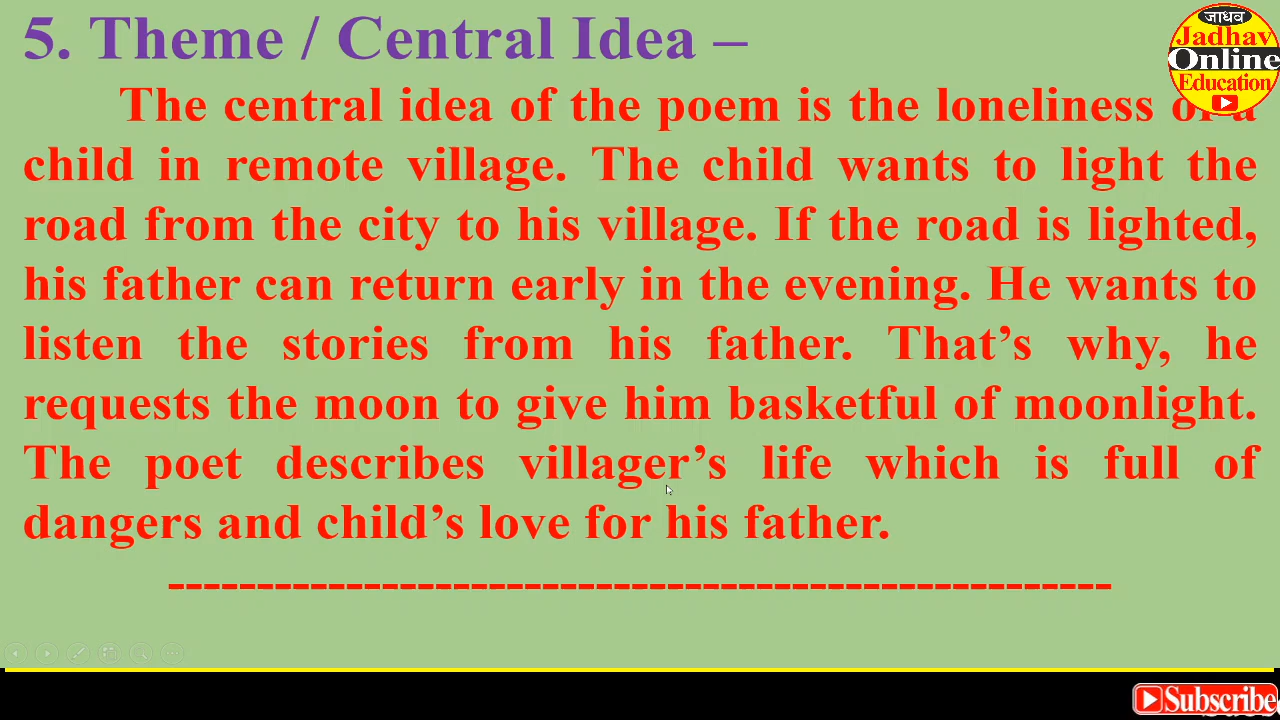 5. Theme / Central Idea –
जाधव
Jadhav
Online
Education
The central idea of the poem is the loneliness of a
child in remote village. The child wants to light the
road from the city to his village. If the road is lighted,
his father can return early in the evening. He wants to
listen the stories from his father. That’s why, he
requests the moon to give him basketful of moonlight.
The poet describes villager’s life which is full of
dangers and child’s love for his father.
-----------------------------------------------------
Subscribe